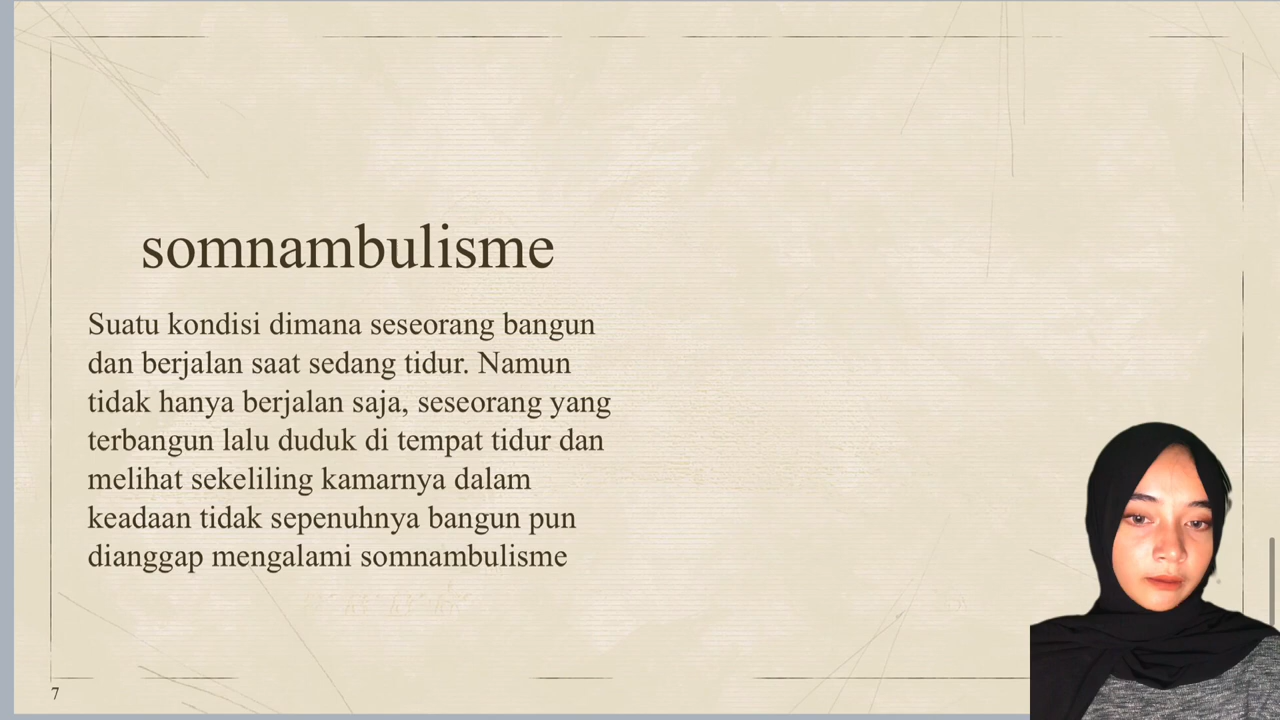 somnambulisme
Suatu kondisi dimana seseorang bangun
dan berjalan saat sedang tidur. Namun
tidak hanya berjalan saja, seseorang yang
terbangun lalu duduk di tempat tidur dan
melihat sekeliling kamarnya dalam
keadaan tidak sepenuhnya bangun pun
dianggap mengalami somnambulisme
7